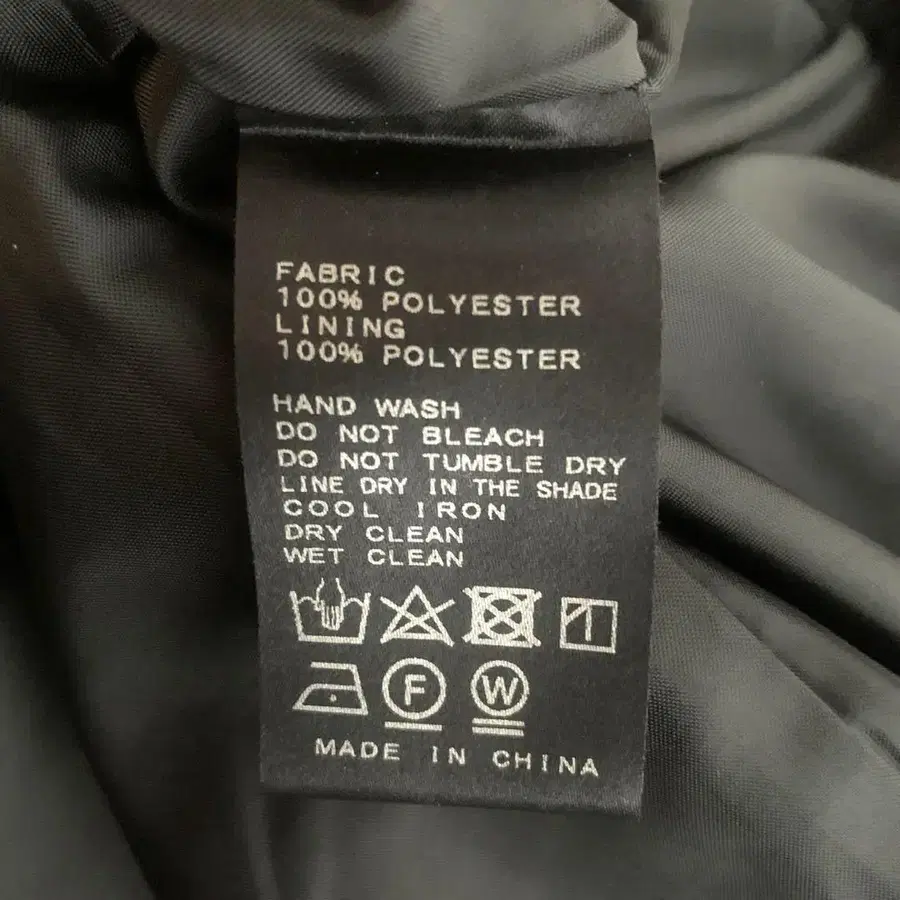 FABRIC
100% POLYESTER
LINING
100% POLYESTER
HAND WASH
DO NOT BLEACH
DO NOT TUMBLE DRY
LINE DRY IN THE SHADE
COOL IRON
DRY CLEAN
WET CLEAN
F W
MADE IN CHINA